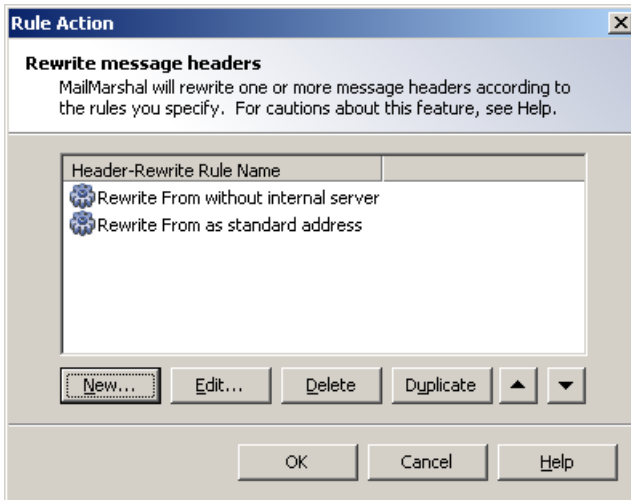 Rule Action
Rewrite message headers
MailMarshal will rewrite one or more message headers according to
the rules you specify.  For cautions about this feature, see Help.
Header-Rewrite Rule Name
Rewrite From without internal server
Rewrite From as standard address
New...
Edit...
Delete
Duplicate
OK
Cancel
Help